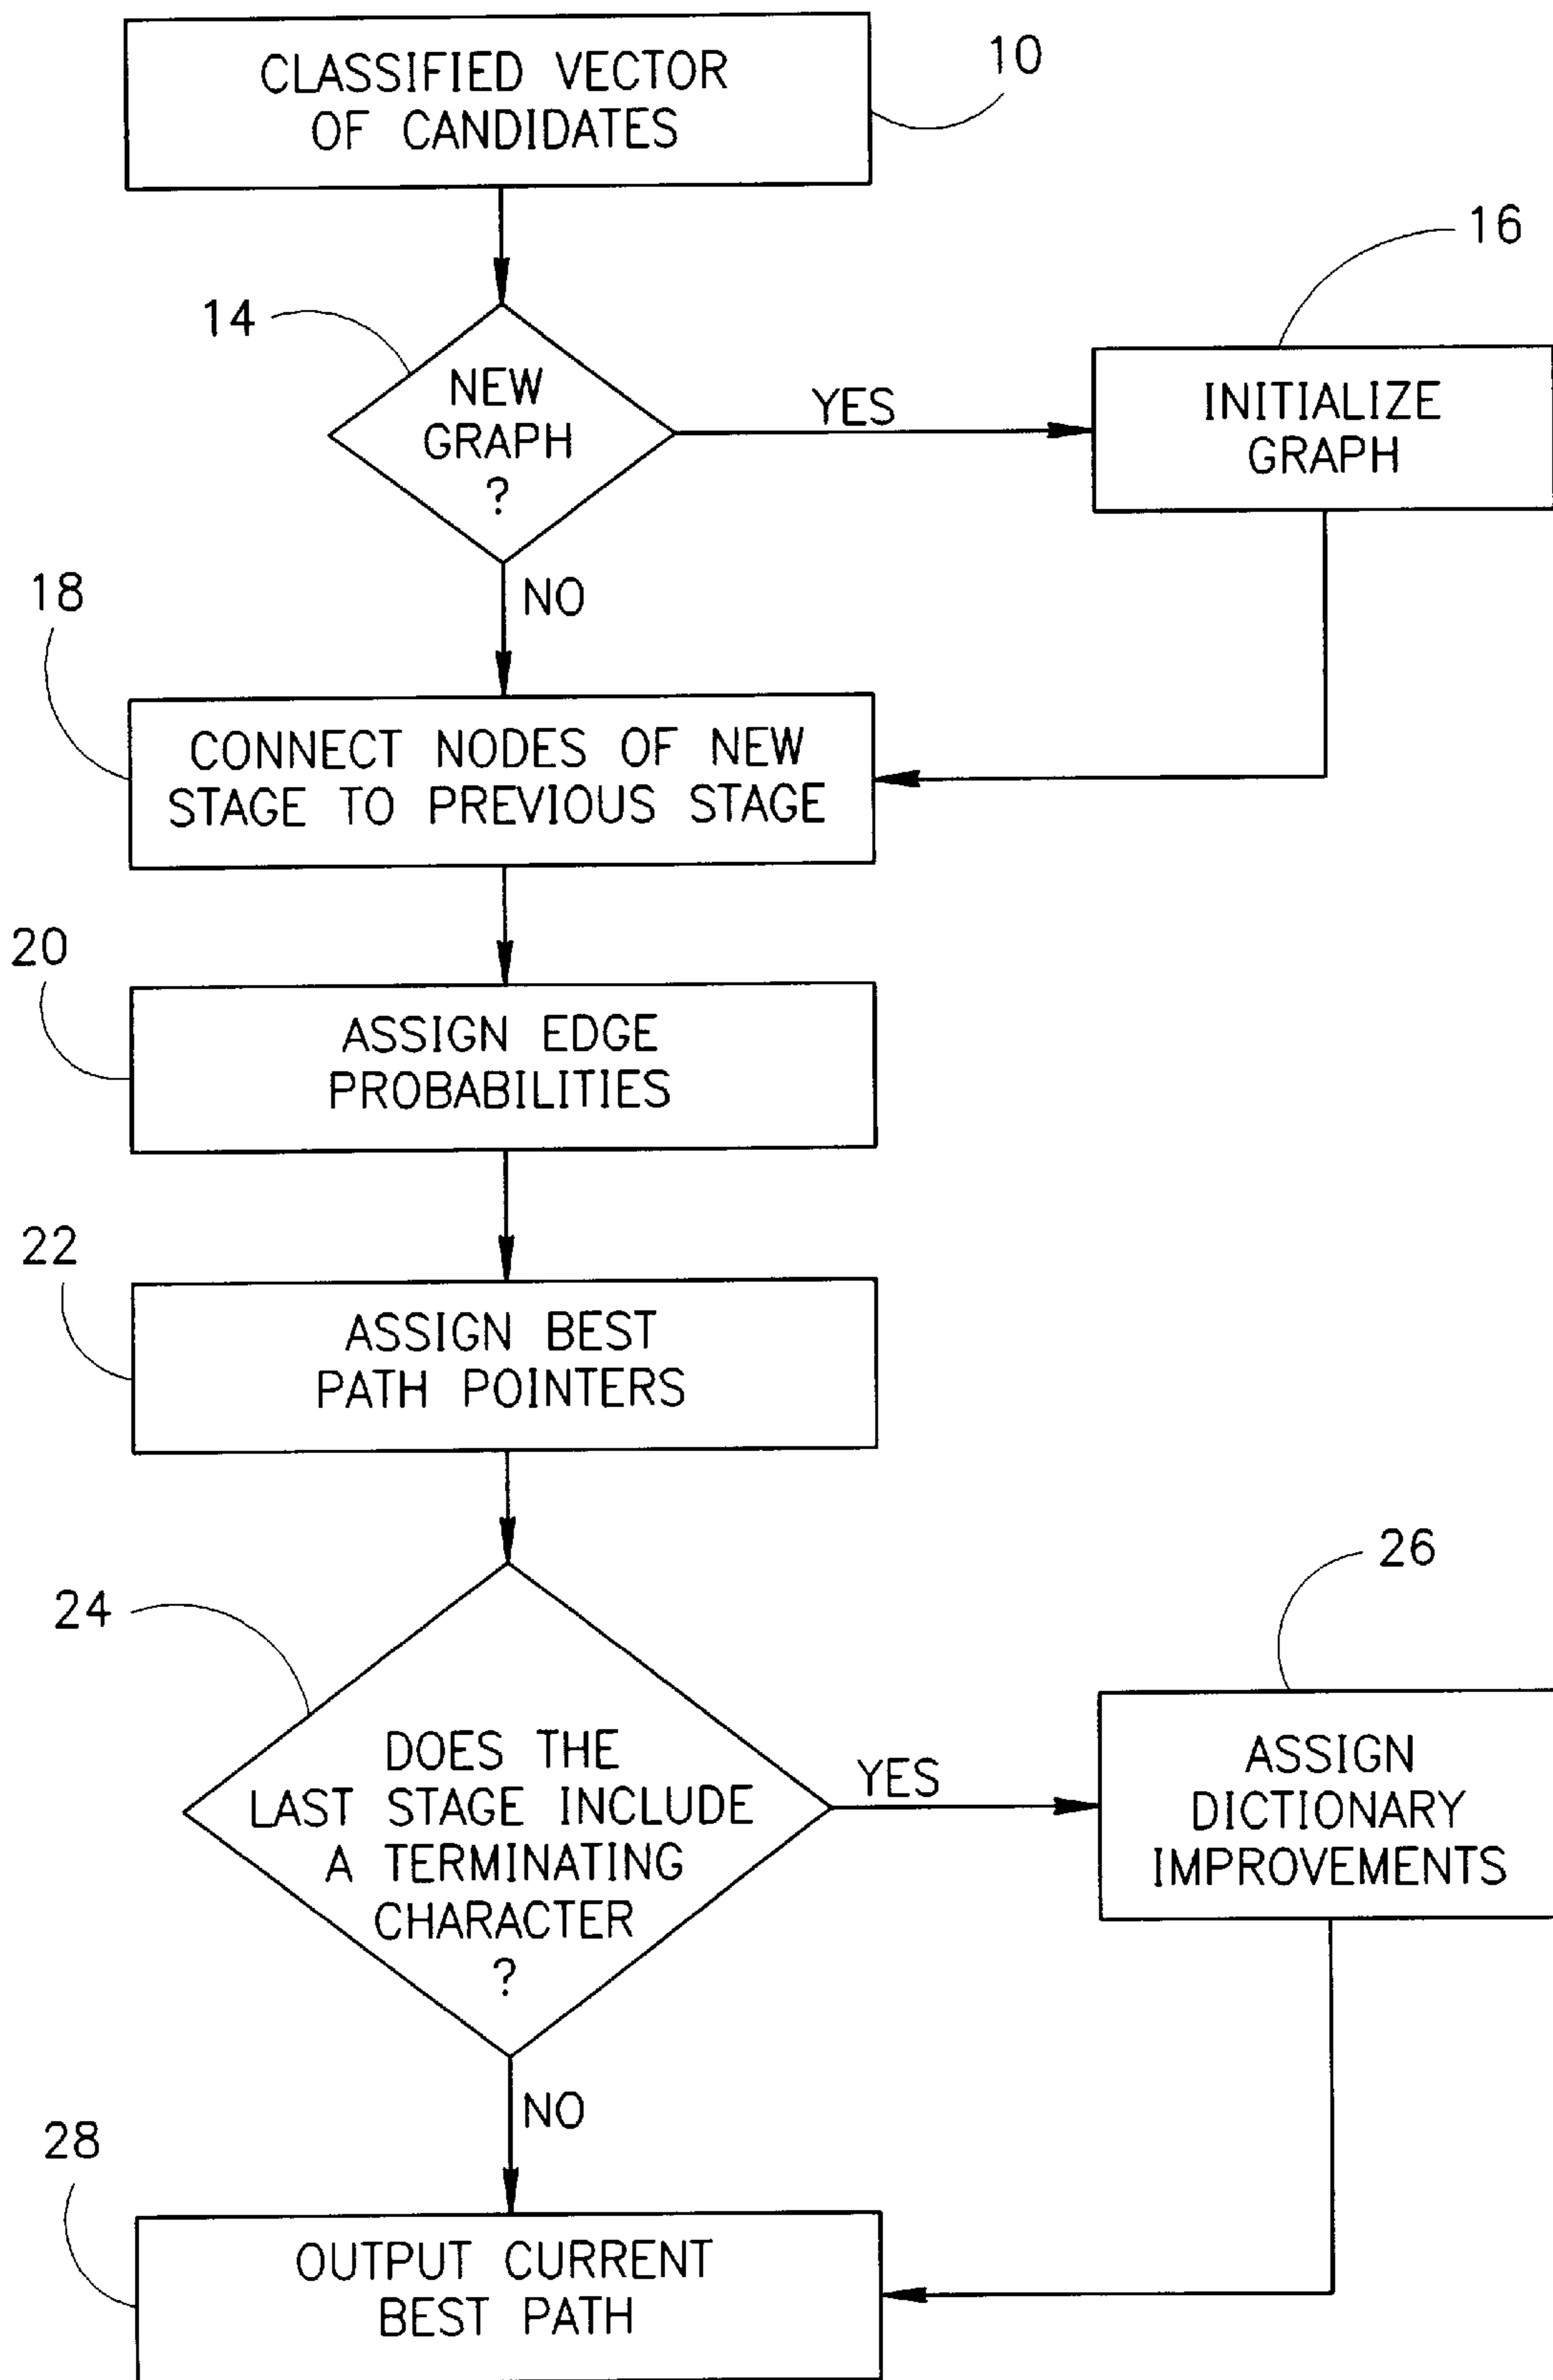 CLASSIFIED VECTOR
OF CANDIDATES
10
14
NEW
GRAPH
?
YES
16
INITIALIZE
GRAPH
NO
18
CONNECT NODES OF NEW
STAGE TO PREVIOUS STAGE
20
ASSIGN EDGE
PROBABILITIES
22
ASSIGN BEST
PATH POINTERS
24
DOES THE
LAST STAGE INCLUDE
A TERMINATING
CHARACTER
?
YES
26
ASSIGN
DICTIONARY
IMPROVEMENTS
NO
28
OUTPUT CURRENT
BEST PATH